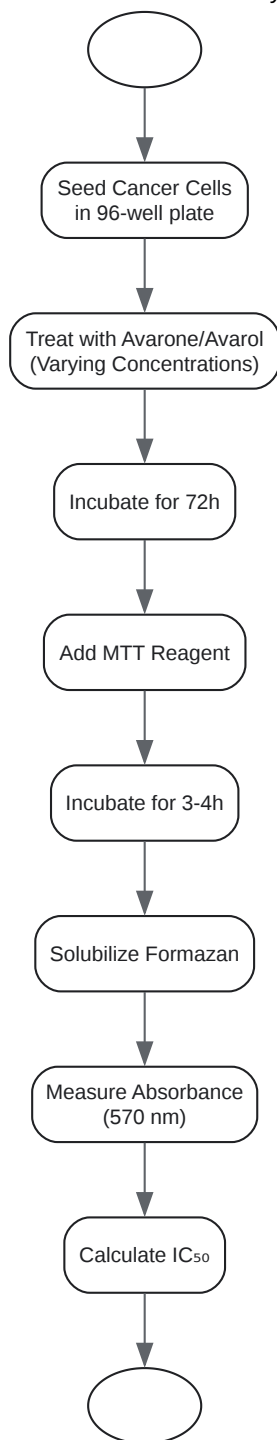 Seed Cancer Cells
in 96-well plate
Treat with Avarone/Avarol
(Varying Concentrations)
Incubate for 72h
Add MTT Reagent
Incubate for 3-4h
Solubilize Formazan
Measure Absorbance
(570 nm)
Calculate IC₅₀